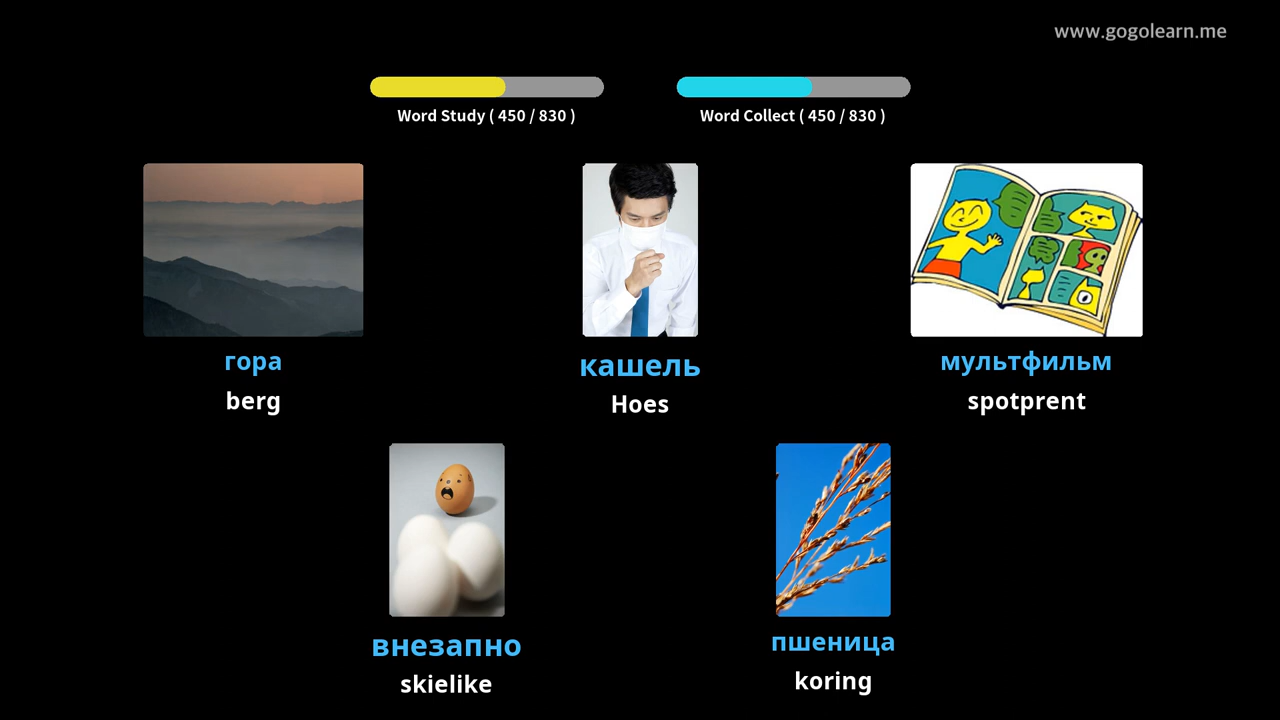 www.gogolearn.me
Word Study ( 450 / 830 )
Word Collect ( 450 / 830 )
гора
berg
кашель
Hoes
мультфильм
spotprent
внезапно
skielike
пшеница
koring